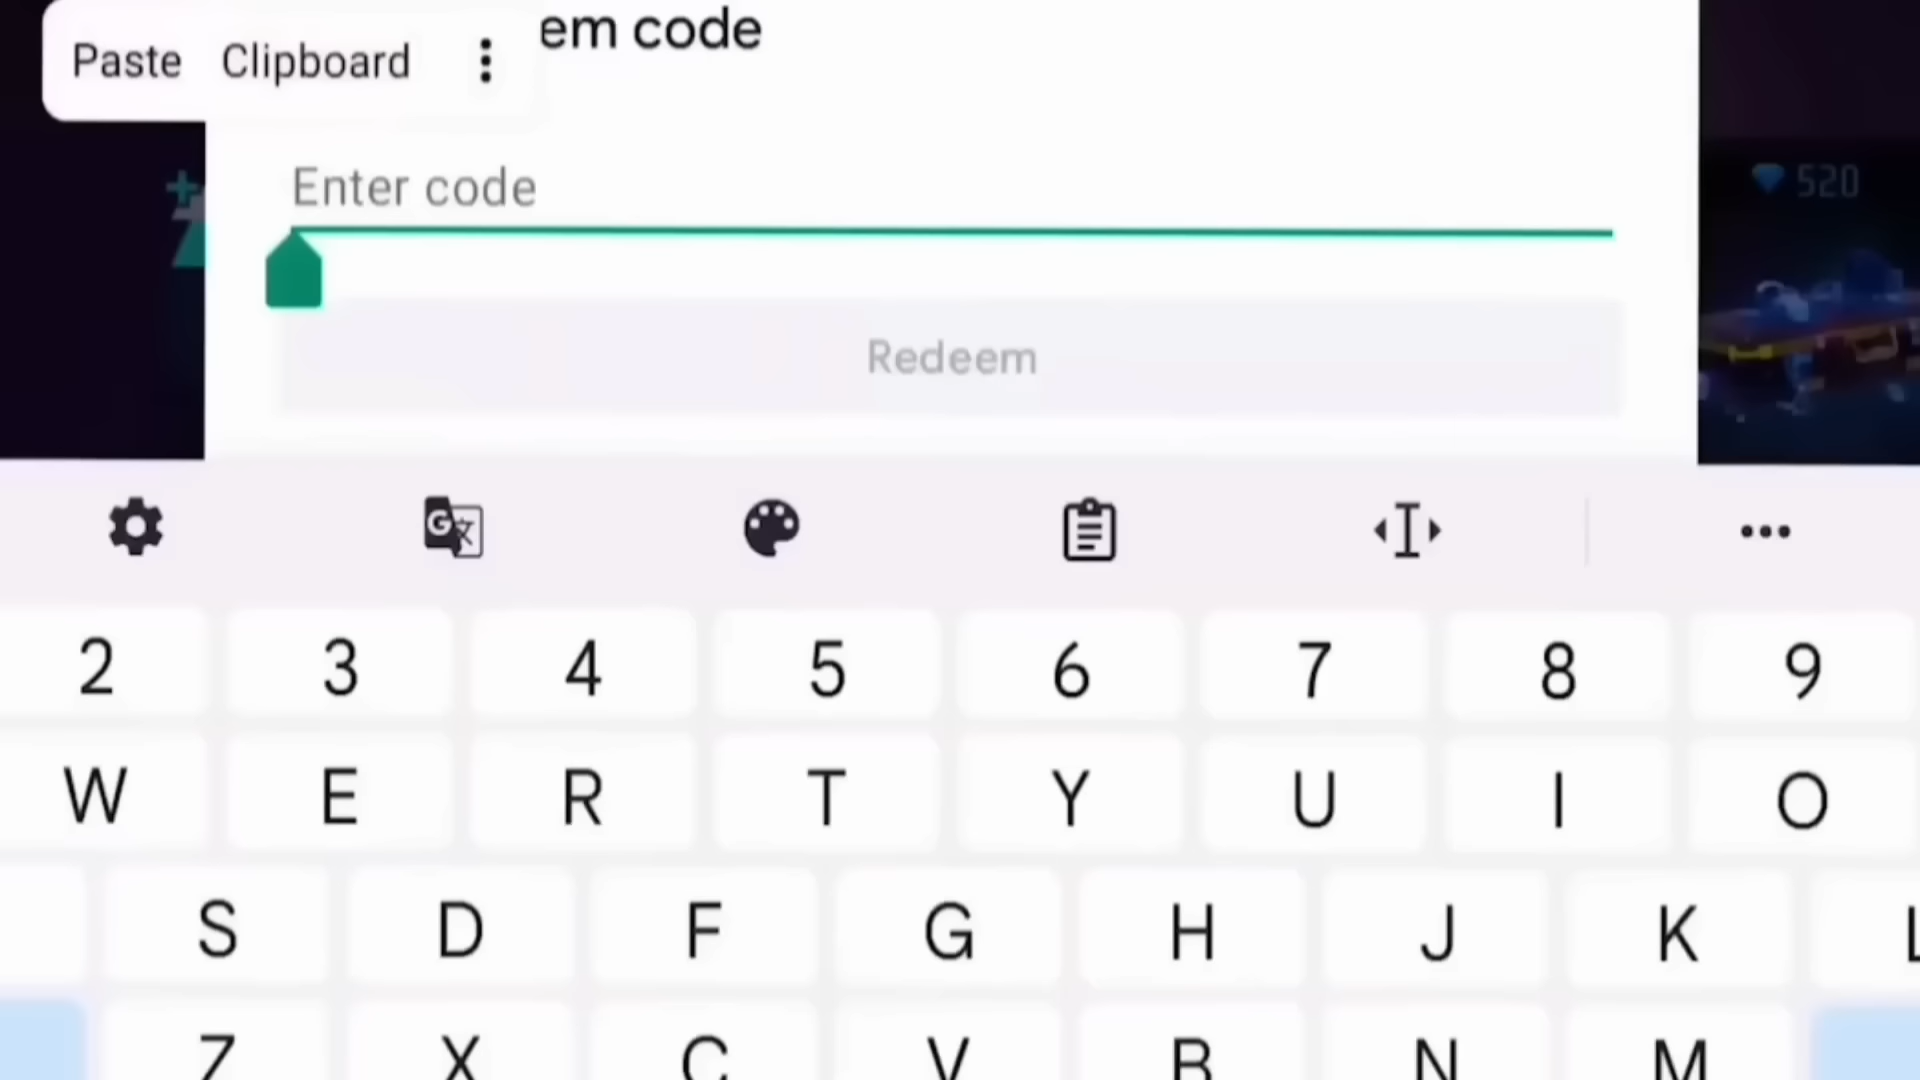 em code
Paste Clipboard
Enter code
520
Redeem
2 3 4 5 6 7 8 9
W E R T Y U I O
S D F G H J K L
Z X C V B N M